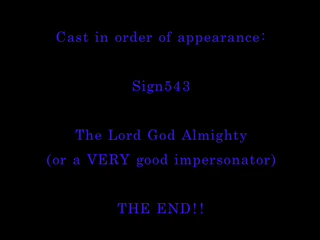 Cast in order of appearance:
Sign543
The Lord God Almighty
(or a VERY good impersonator)
THE END!!